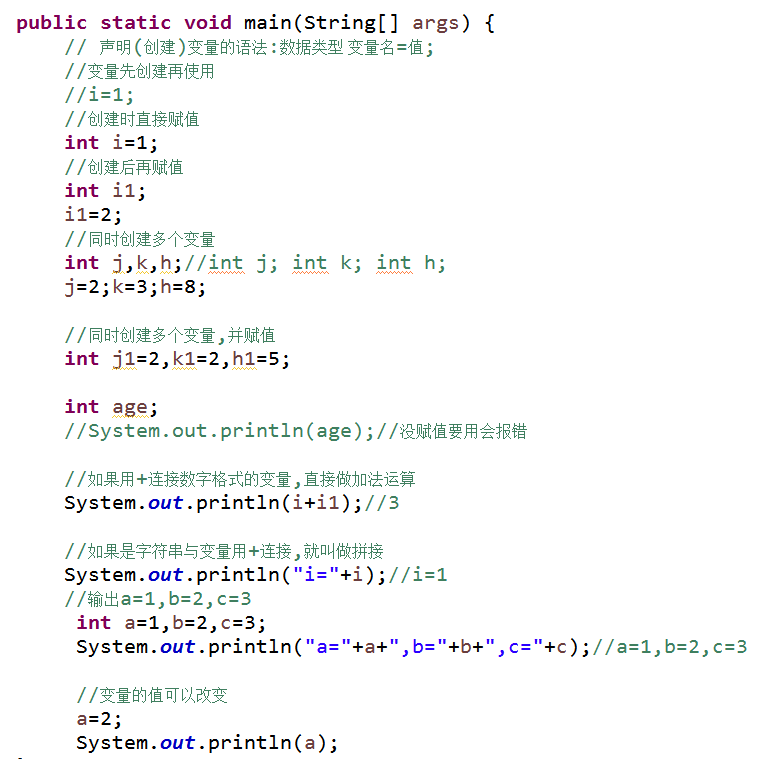 public static void main(String[] args) {
// 声明(创建)变量的语法:数据类型 变量名=值;
//变量先创建再使用
//i=1;
//创建时直接赋值
int i=1;
//创建后再赋值
int i1;
i1=2;
//同时创建多个变量
int j,k,h;//int j; int k; int h;
j=2;k=3;h=8;
//同时创建多个变量,并赋值
int j1=2,k1=2,h1=5;
int age;
//System.out.println(age);//没赋值要用会报错
//如果用+连接数字格式的变量,直接做加法运算
System.out.println(i+i1);//3
//如果是字符串与变量用+连接,就叫做拼接
System.out.println("i="+i);//i=1
//输出a=1,b=2,c=3
int a=1,b=2,c=3;
System.out.println("a="+a+",b="+b+",c="+c);//a=1,b=2,c=3
//变量的值可以改变
a=2;
System.out.println(a);